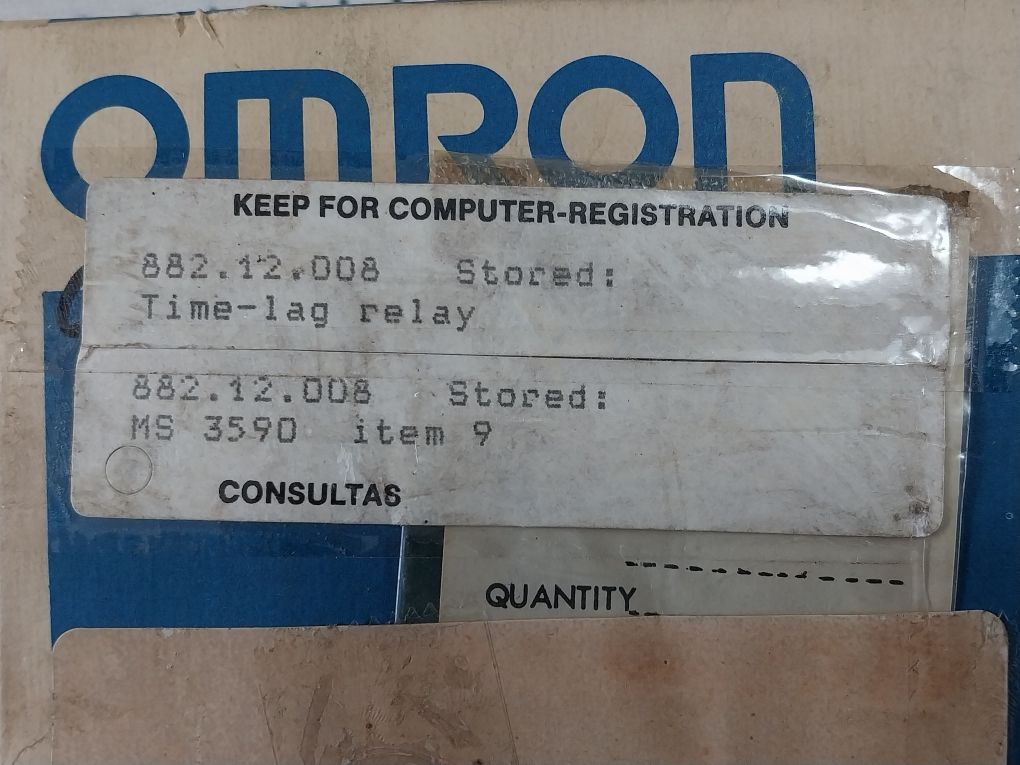 OMRON
KEEP FOR COMPUTER-REGISTRATION
882.12.008 Stored:
Time-lag relay
882.12.008 Stored:
MS 3590 item 9
CONSULTAS
QUANTITY